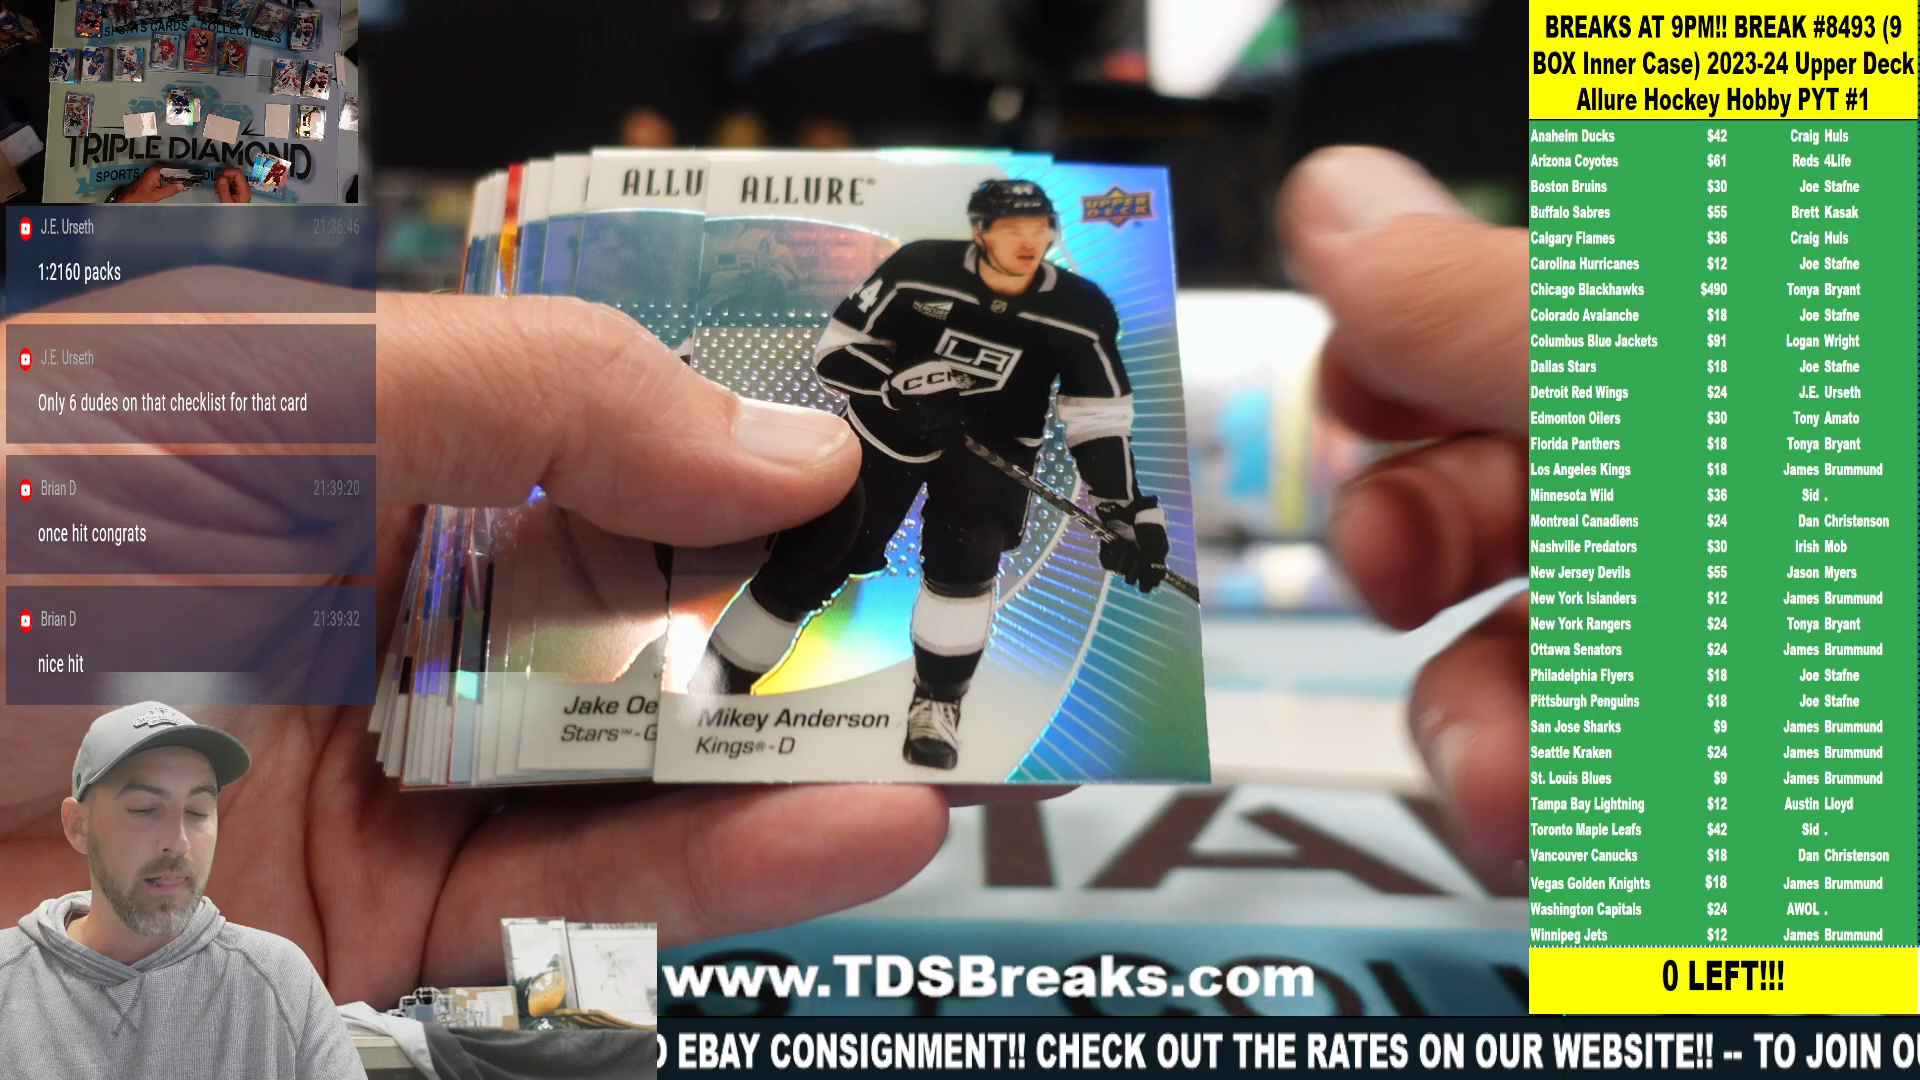 SPORTS CARDS + COLLECTIBLES
TRIPLE DIAMOND
SPORTS
J.E. Urseth 21:36:46
1:2160 packs
J.E. Urseth
Only 6 dudes on that checklist for that card
Brian D 21:39:20
once hit congrats
Brian D 21:39:32
nice hit
ALLU
ALLURE
UPPER
DECK
44
LA
CCM
Jake Oe
Stars™-G
Mikey Anderson
Kings®-D
www.TDSBreaks.com
O EBAY CONSIGNMENT!! CHECK OUT THE RATES ON OUR WEBSITE!! -- TO JOIN OU
BREAKS AT 9PM!! BREAK #8493 (9
BOX Inner Case) 2023-24 Upper Deck
Allure Hockey Hobby PYT #1
Anaheim Ducks $42 Craig Huls
Arizona Coyotes $61 Reds 4Life
Boston Bruins $30 Joe Stafne
Buffalo Sabres $55 Brett Kasak
Calgary Flames $36 Craig Huls
Carolina Hurricanes $12 Joe Stafne
Chicago Blackhawks $490 Tonya Bryant
Colorado Avalanche $18 Joe Stafne
Columbus Blue Jackets $91 Logan Wright
Dallas Stars $18 Joe Stafne
Detroit Red Wings $24 J.E. Urseth
Edmonton Oilers $30 Tony Amato
Florida Panthers $18 Tonya Bryant
Los Angeles Kings $18 James Brummund
Minnesota Wild $36 Sid .
Montreal Canadiens $24 Dan Christenson
Nashville Predators $30 Irish Mob
New Jersey Devils $55 Jason Myers
New York Islanders $12 James Brummund
New York Rangers $24 Tonya Bryant
Ottawa Senators $24 James Brummund
Philadelphia Flyers $18 Joe Stafne
Pittsburgh Penguins $18 Joe Stafne
San Jose Sharks $9 James Brummund
Seattle Kraken $24 James Brummund
St. Louis Blues $9 James Brummund
Tampa Bay Lightning $12 Austin Lloyd
Toronto Maple Leafs $42 Sid .
Vancouver Canucks $18 Dan Christenson
Vegas Golden Knights $18 James Brummund
Washington Capitals $24 AWOL .
Winnipeg Jets $12 James Brummund
0 LEFT!!!